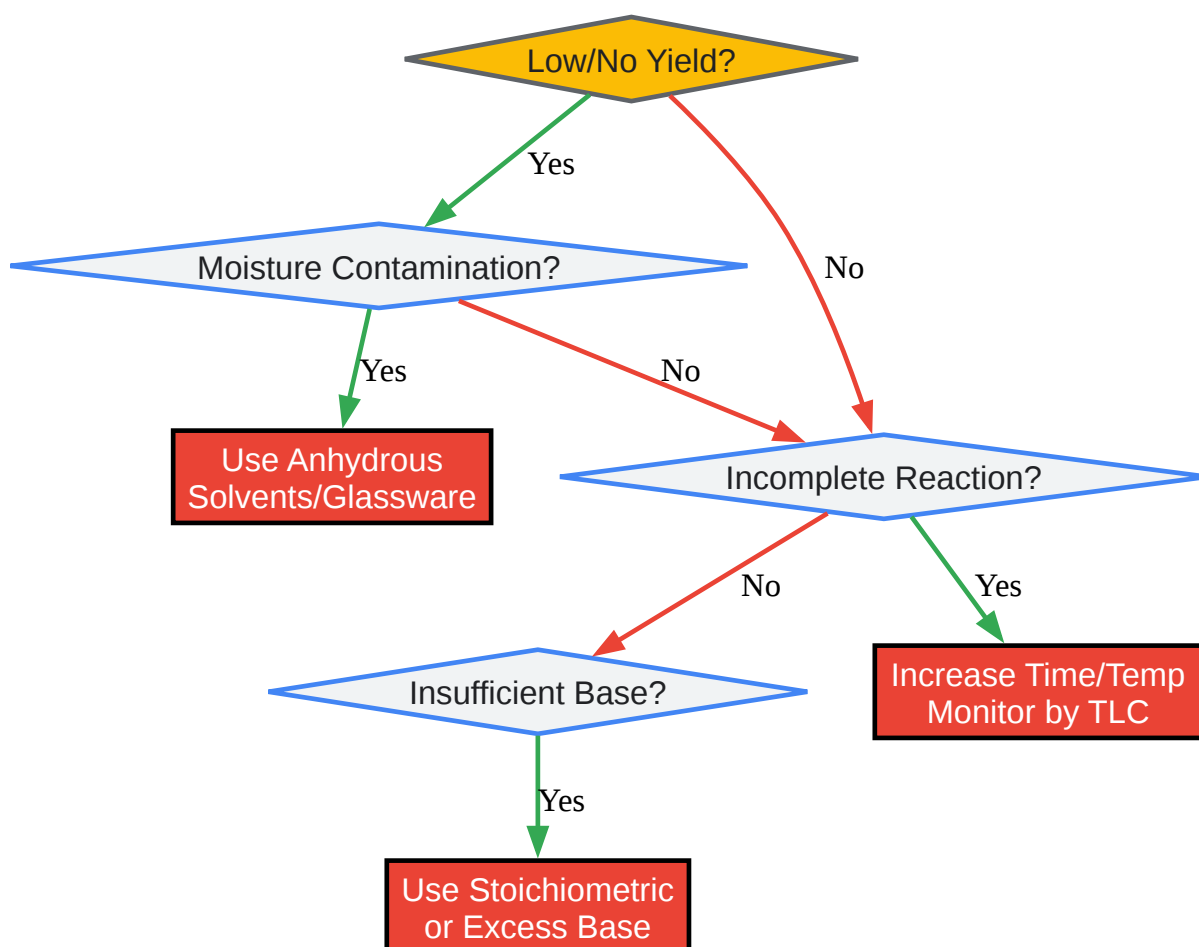 Low/No Yield?
Yes
Moisture Contamination?
No
Yes
No
Use Anhydrous
Solvents/Glassware
Incomplete Reaction?
No
Yes
Insufficient Base?
Increase Time/Temp
Monitor by TLC
Yes
Use Stoichiometric
or Excess Base